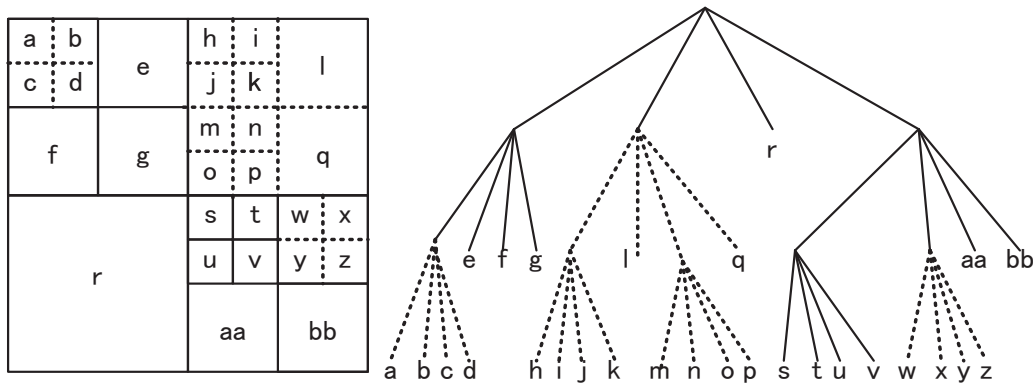 a b h i
e l
c d j k
m n
f g q
o p
s t w x
u v y z
r
aa bb
r
e f g l q aa bb
a b c d h i j k m n o p s t u v w x y z